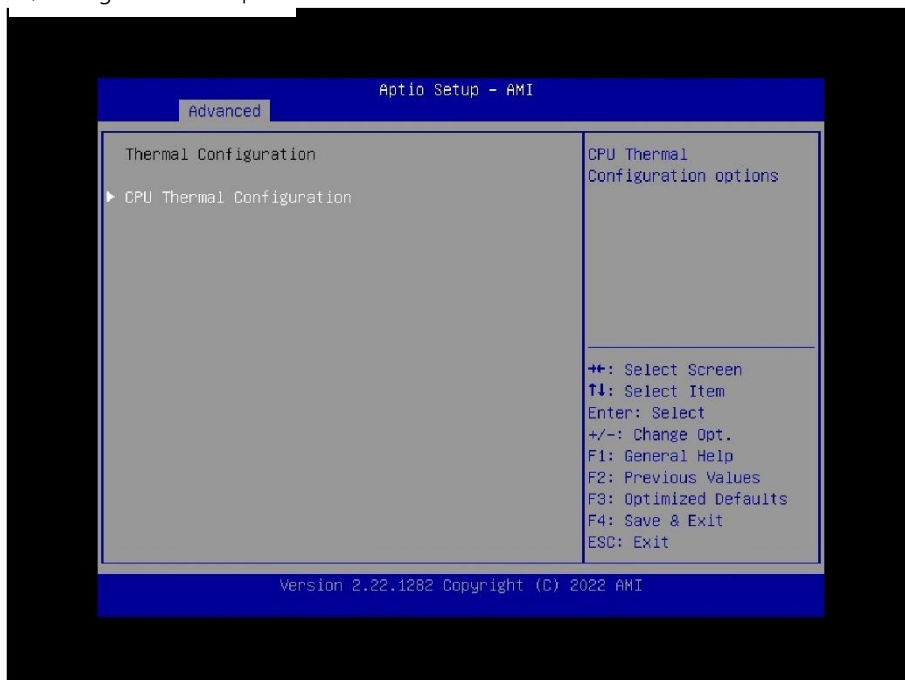 Aptio Setup - AMI
Advanced
Thermal Configuration
▶ CPU Thermal Configuration
CPU Thermal
Configuration options
→←: Select Screen
↑↓: Select Item
Enter: Select
+/-: Change Opt.
F1: General Help
F2: Previous Values
F3: Optimized Defaults
F4: Save & Exit
ESC: Exit
Version 2.22.1282 Copyright (C) 2022 AMI